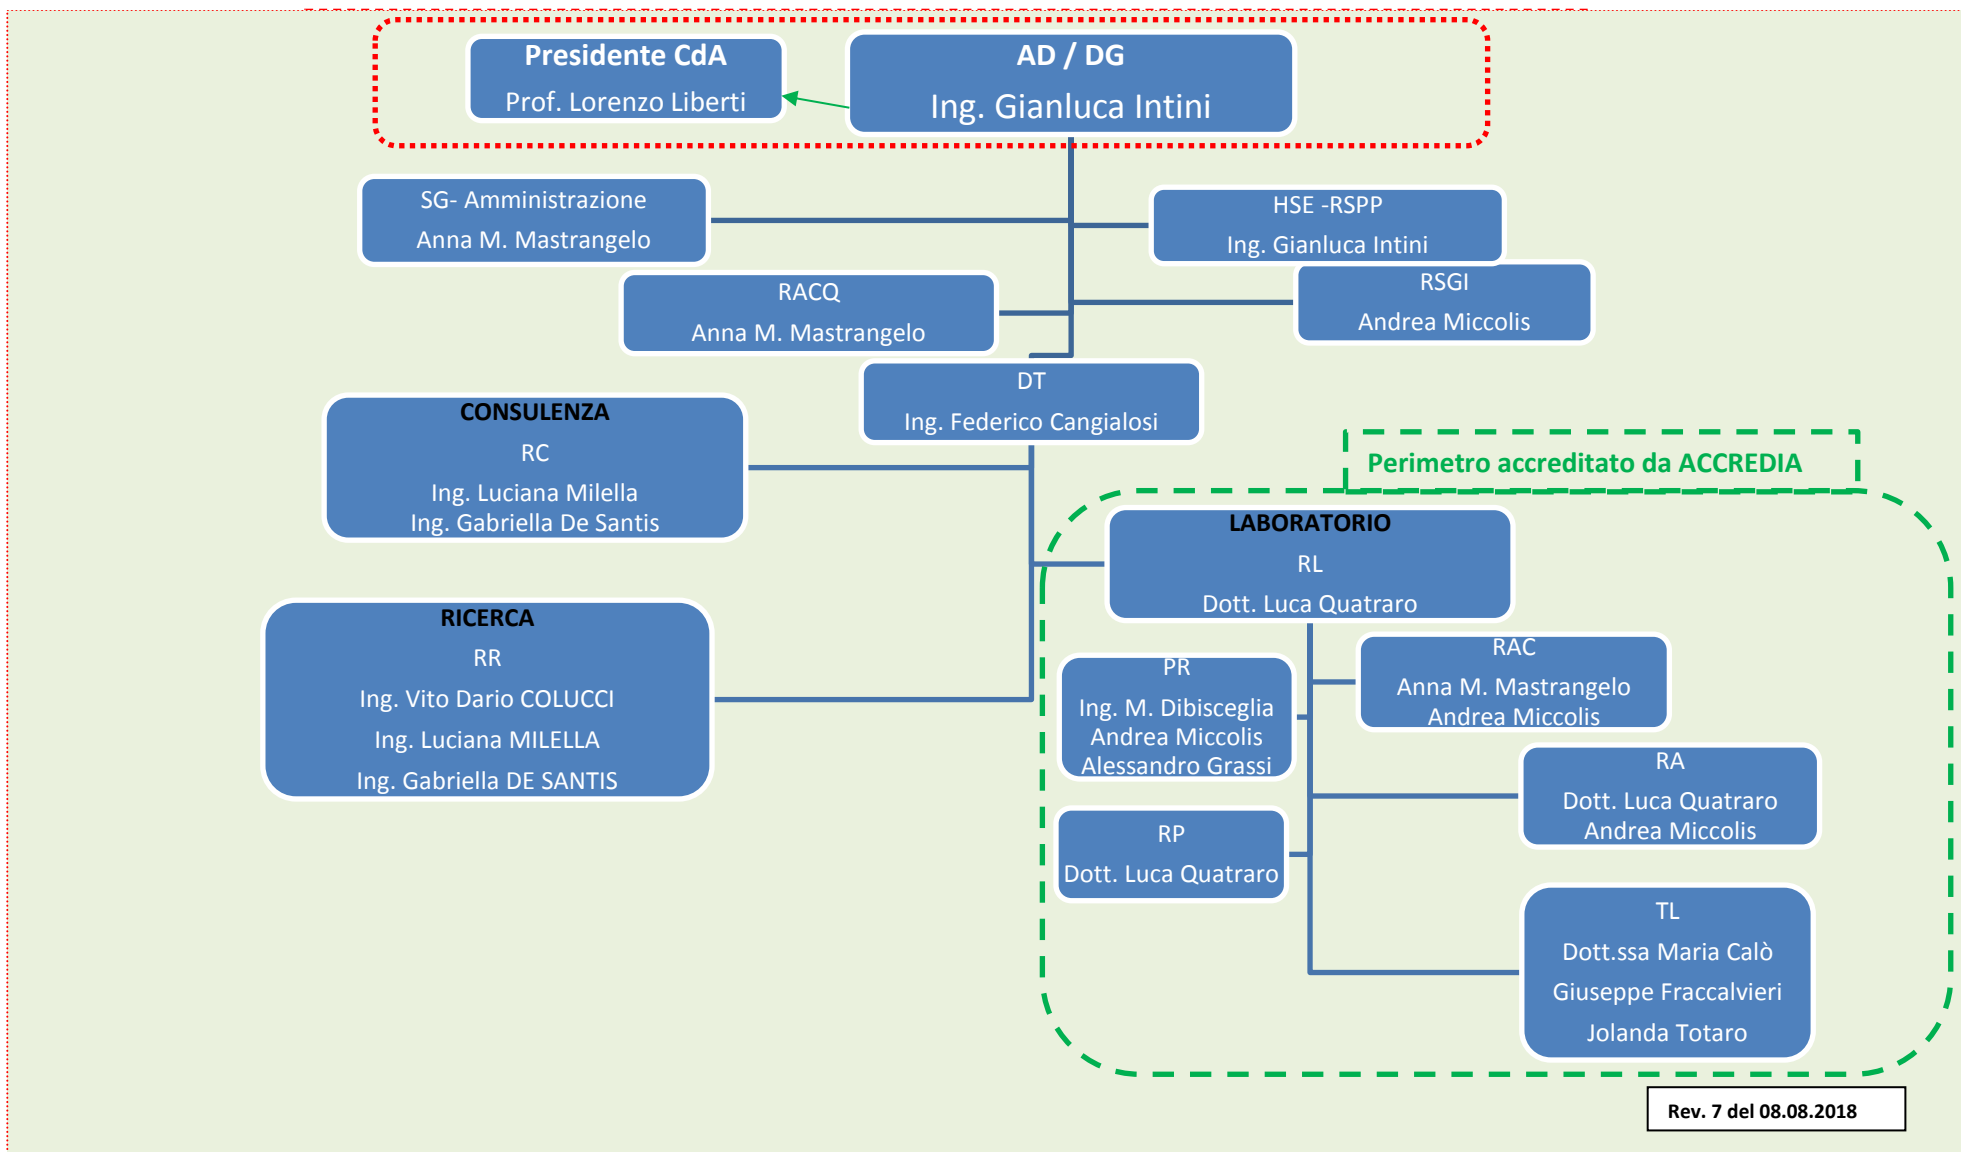 Presidente CdA
Prof. Lorenzo Liberti
AD / DG
Ing. Gianluca Intini
SG- Amministrazione
Anna M. Mastrangelo
HSE -RSPP
Ing. Gianluca Intini
RACQ
Anna M. Mastrangelo
RSGI
Andrea Miccolis
DT
Ing. Federico Cangialosi
CONSULENZA
RC
Ing. Luciana Milella
Ing. Gabriella De Santis
Perimetro accreditato da ACCREDIA
LABORATORIO
RL
Dott. Luca Quatraro
RICERCA
RR
Ing. Vito Dario COLUCCI
Ing. Luciana MILELLA
Ing. Gabriella DE SANTIS
PR
Ing. M. Dibisceglia
Andrea Miccolis
Alessandro Grassi
RAC
Anna M. Mastrangelo
Andrea Miccolis
RA
Dott. Luca Quatraro
Andrea Miccolis
RP
Dott. Luca Quatraro
TL
Dott.ssa Maria Calò
Giuseppe Fraccalvieri
Jolanda Totaro
Rev. 7 del 08.08.2018